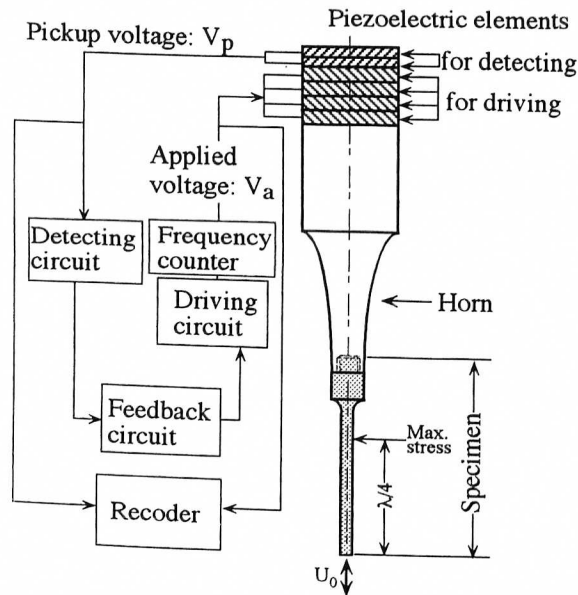 Piezoelectric elements
Pickup voltage: Vp
for detecting
for driving
Applied
voltage: Va
Detecting
circuit
Frequency
counter
Driving
circuit
Horn
Feedback
circuit
Max.
stress
λ/4
Specimen
Recoder
U0